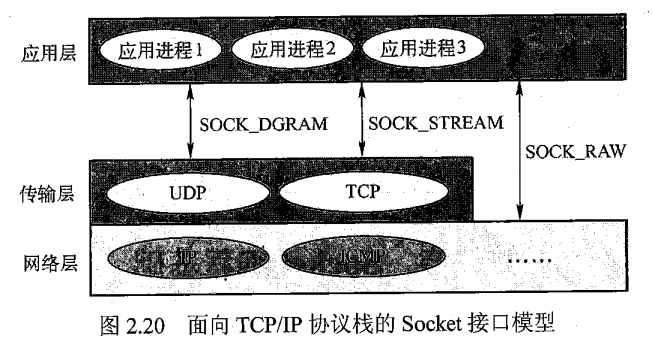 应用层
应用进程1
应用进程2
应用进程3
SOCK_DGRAM
SOCK_STREAM
SOCK_RAW
传输层
UDP
TCP
网络层
IP
ICMP
……
图 2.20 面向 TCP/IP 协议栈的 Socket 接口模型